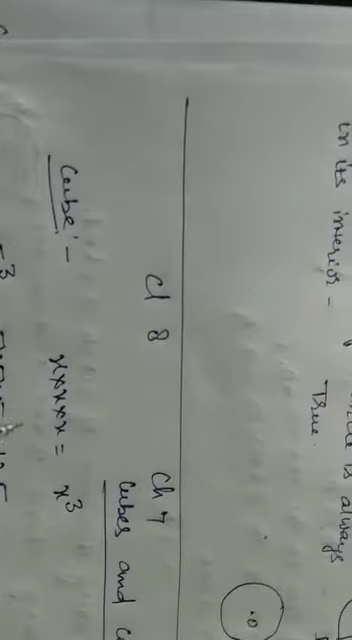 in its interior -
is always
True.
Cl 8
Ch 7
Cubes and
Cube :-
x × x × x = x³